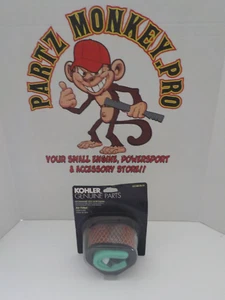 PARTZ MONKEY.PRO
YOUR SMALL ENGINE, POWERSPORT
& ACCESSORY STORE!!
KOHLER
GENUINE PARTS